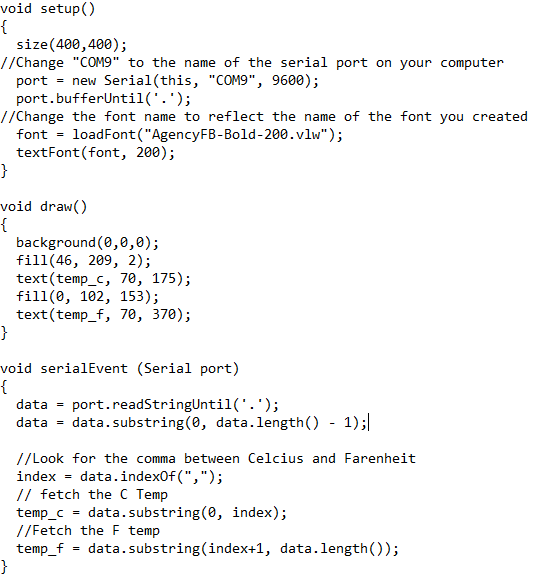 void setup()
{
  size(400,400);
//Change "COM9" to the name of the serial port on your computer
  port = new Serial(this, "COM9", 9600);
  port.bufferUntil('.');
//Change the font name to reflect the name of the font you created
  font = loadFont("AgencyFB-Bold-200.vlw");
  textFont(font, 200);
}

void draw()
{
  background(0,0,0);
  fill(46, 209, 2);
  text(temp_c, 70, 175);
  fill(0, 102, 153);
  text(temp_f, 70, 370);
}

void serialEvent (Serial port)
{
  data = port.readStringUntil('.');
  data = data.substring(0, data.length() - 1);

  //Look for the comma between Celcius and Farenheit
  index = data.indexOf(",");
  // fetch the C Temp
  temp_c = data.substring(0, index);
  //Fetch the F temp
  temp_f = data.substring(index+1, data.length());
}